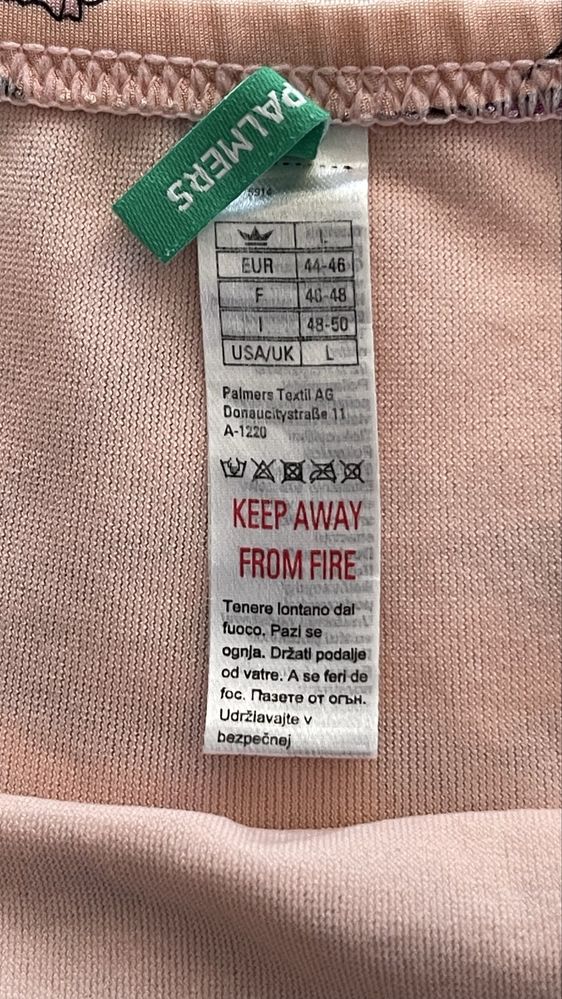 PALMERS
5914
L
EUR 44-46
F 46-48
I 48-50
USA/UK L
Palmers Textil AG
Donaucitystraße 11
A-1220
KEEP AWAY
FROM FIRE
Tenere lontano dal
fuoco. Pazi se
ognja. Držati podalje
od vatre. A se feri de
foc. Пазете от огън.
Udržiavajte v
bezpečnej